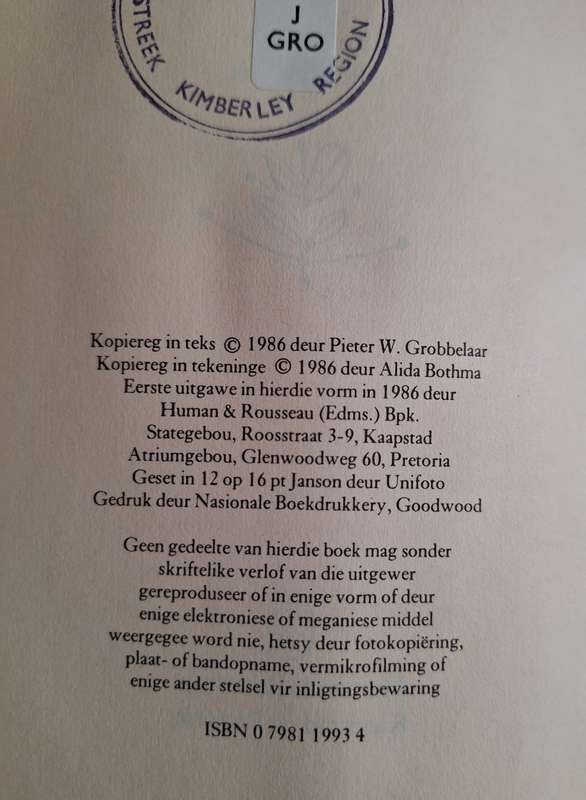 J
GRO
STREEK KIMBERLEY REGION
Kopiereg in teks © 1986 deur Pieter W. Grobbelaar
Kopiereg in tekeninge © 1986 deur Alida Bothma
Eerste uitgawe in hierdie vorm in 1986 deur
Human & Rousseau (Edms.) Bpk.
Stategebou, Roosstraat 3-9, Kaapstad
Atriumgebou, Glenwoodweg 60, Pretoria
Geset in 12 op 16 pt Janson deur Unifoto
Gedruk deur Nasionale Boekdrukkery, Goodwood
Geen gedeelte van hierdie boek mag sonder
skriftelike verlof van die uitgewer
gereproduseer of in enige vorm of deur
enige elektroniese of meganiese middel
weergegee word nie, hetsy deur fotokopiëring,
plaat- of bandopname, vermikrofilming of
enige ander stelsel vir inligtingsbewaring
ISBN 0 7981 1993 4